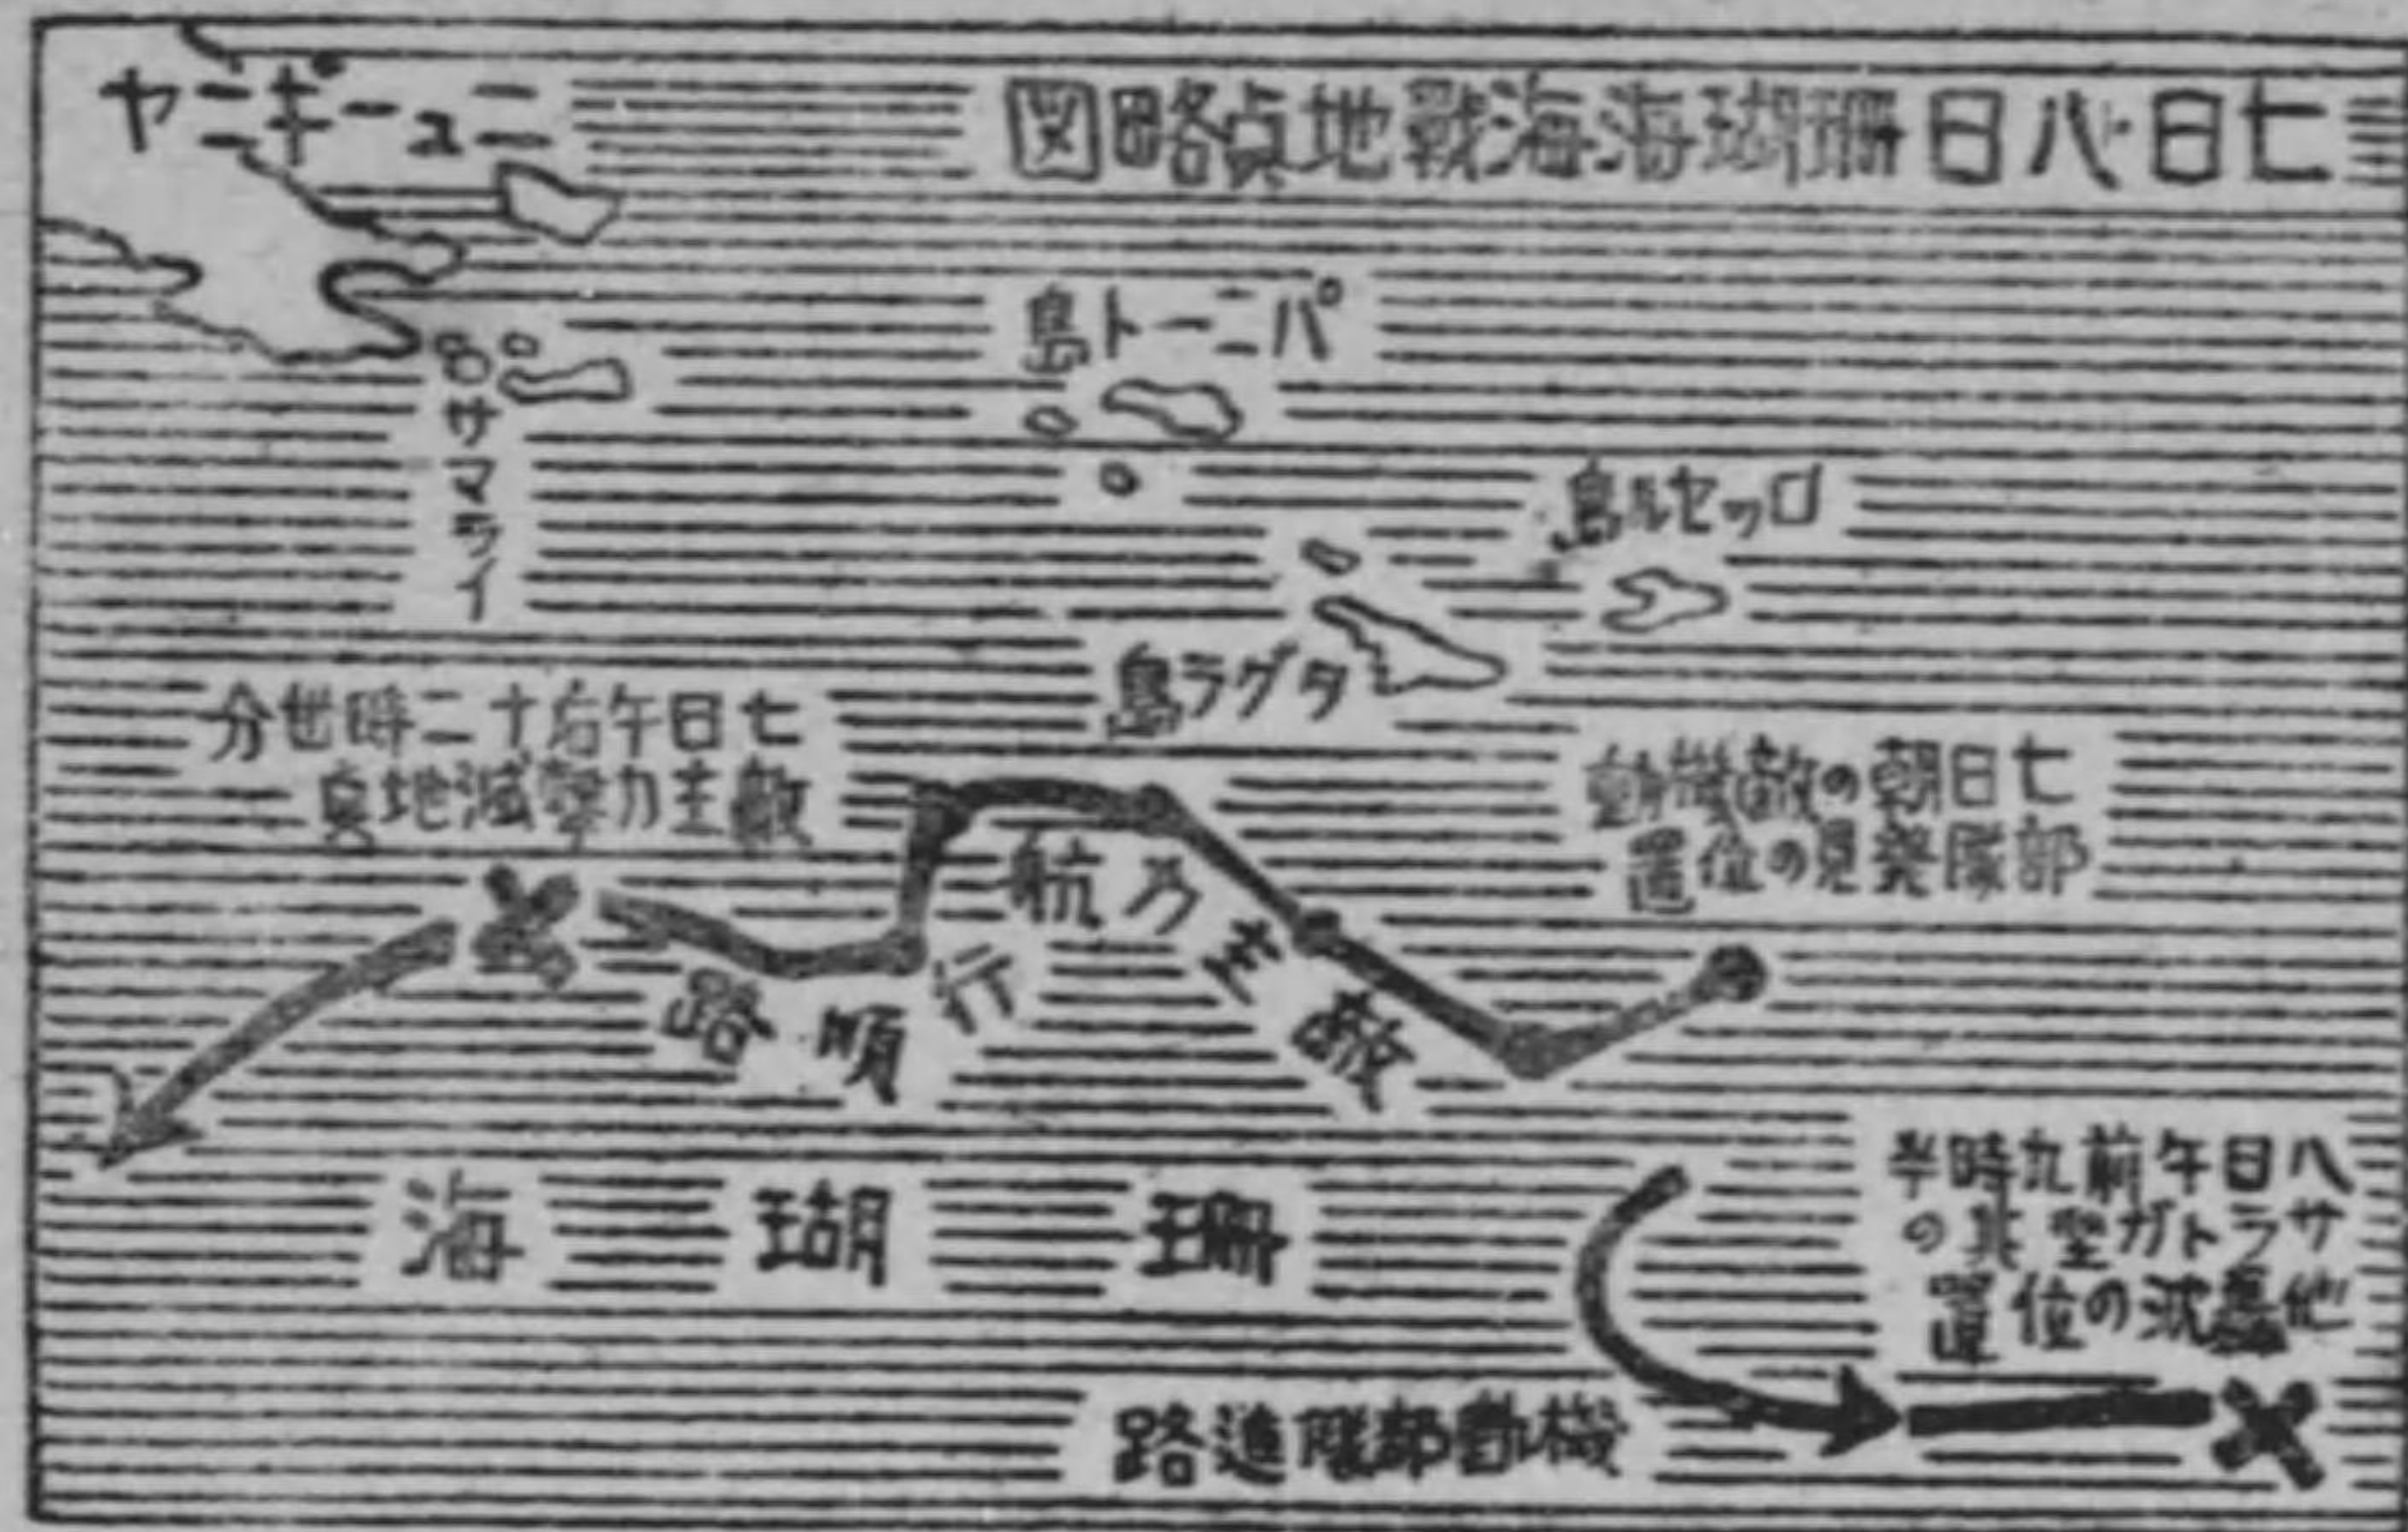 七日・八日珊瑚海海戰地点略図
ニューギニヤ
パニート島
サマライ
ロッセル島
タグラ島
七日午后十二時丗分
敵主力撃滅地点
七日朝の敵機動
部隊発見の位置
敵主力航行順路
八日午前九時半
サラトガ型其の
他轟沈の位置
珊瑚海
機動部隊進路